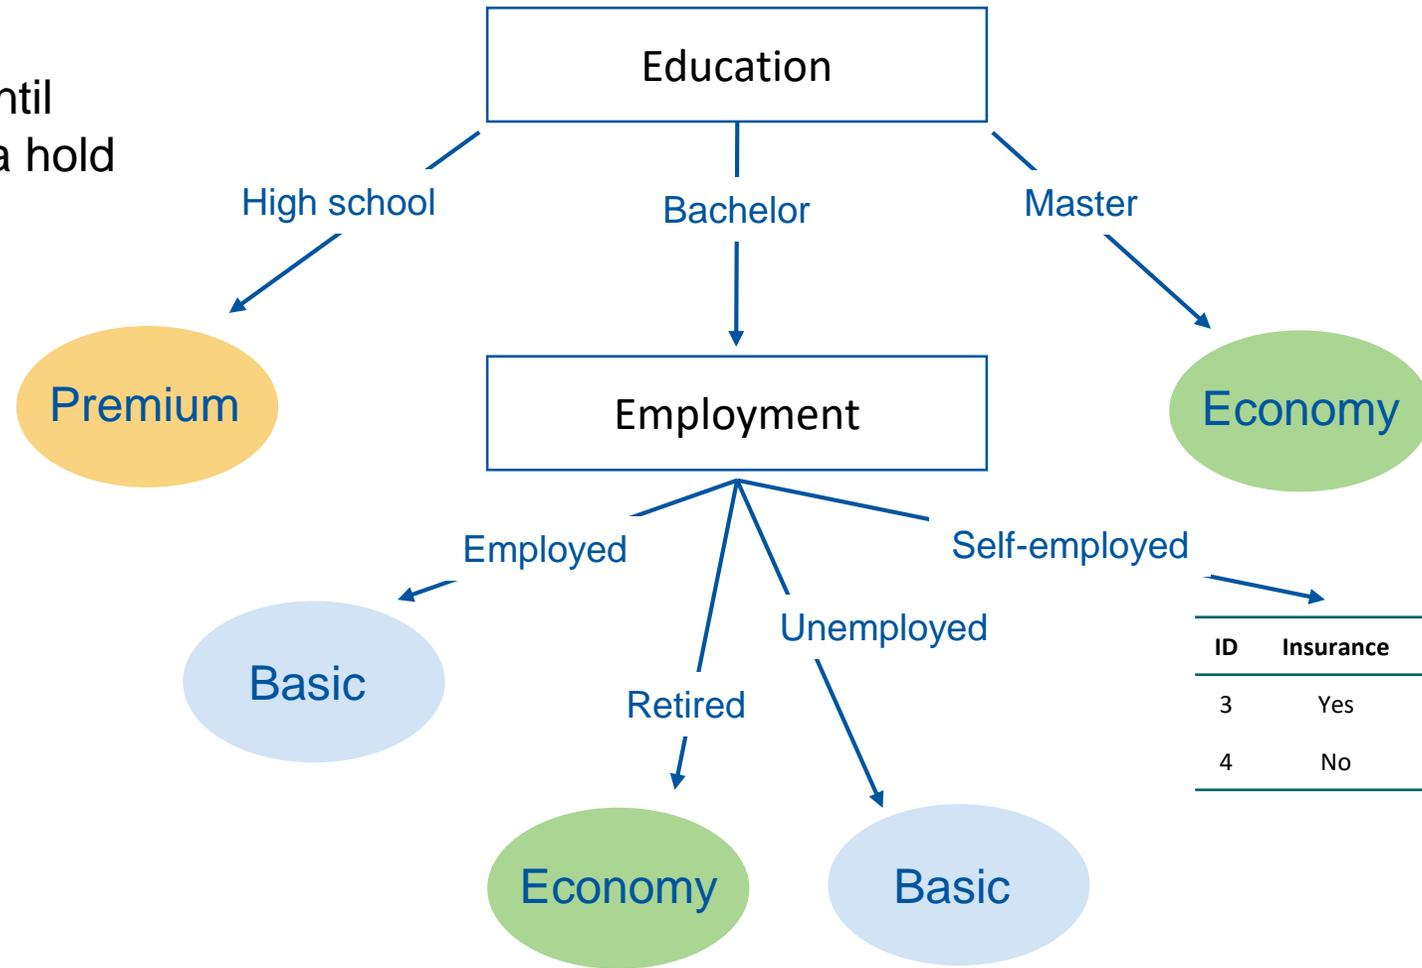 Education
ntil
a hold
High school
Bachelor
Master
Premium
Employment
Economy
Employed
Self-employed
Unemployed
Basic
Retired
ID Insurance
3 Yes
4 No
Economy
Basic